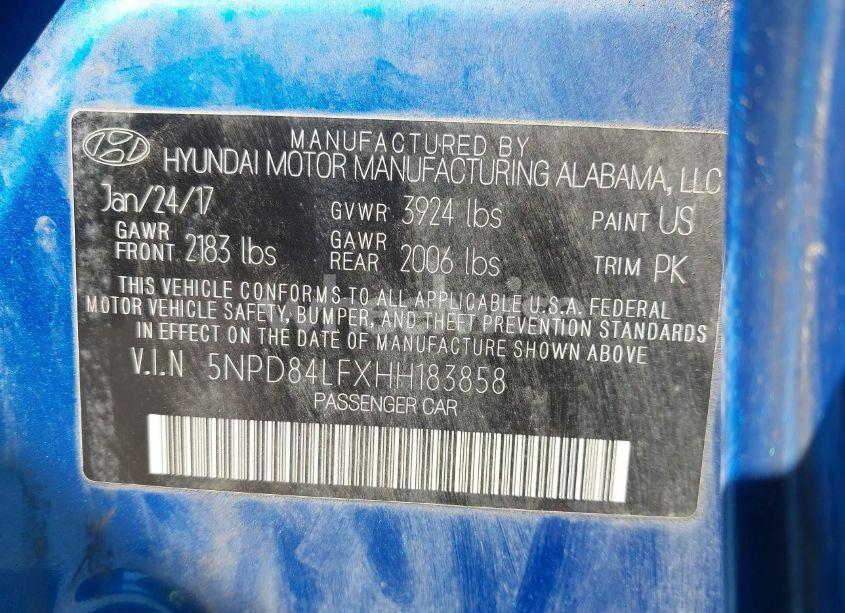 MANUFACTURED BY
HYUNDAI MOTOR MANUFACTURING ALABAMA, LLC
Jan/24/17 GVWR 3924 lbs PAINT US
GAWR FRONT 2183 lbs GAWR REAR 2006 lbs TRIM PK
THIS VEHICLE CONFORMS TO ALL APPLICABLE U.S.A. FEDERAL
MOTOR VEHICLE SAFETY, BUMPER, AND THEFT PREVENTION STANDARDS
IN EFFECT ON THE DATE OF MANUFACTURE SHOWN ABOVE.
V.I.N 5NPD84LFXHH183858
PASSENGER CAR